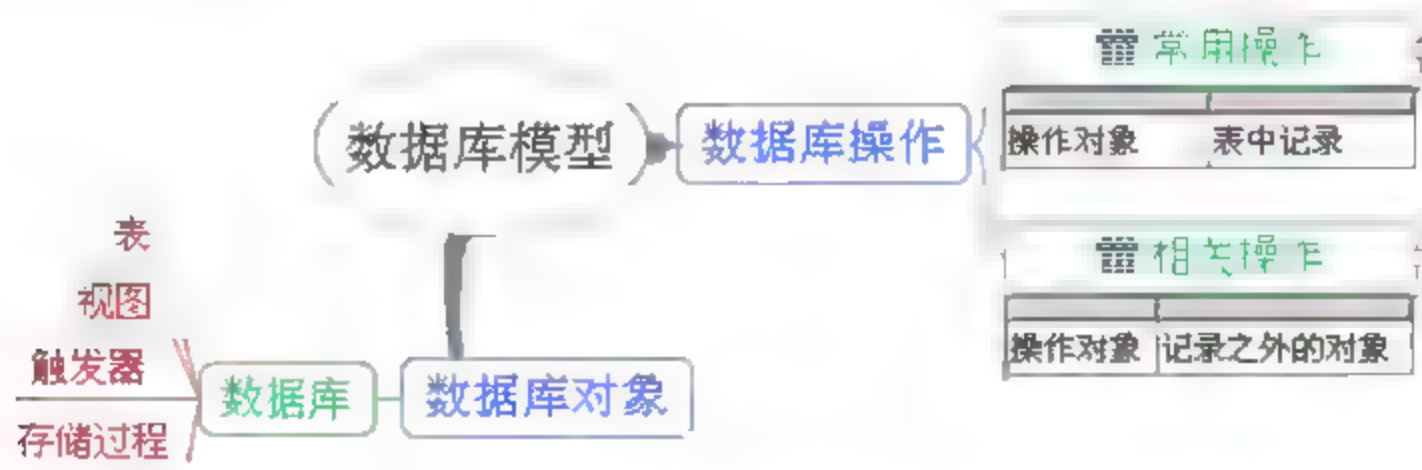 数据库模型
数据库操作
常用操作
操作对象 表中记录
相关操作
操作对象 记录之外的对象
数据库对象
数据库
表
视图
触发器
存储过程